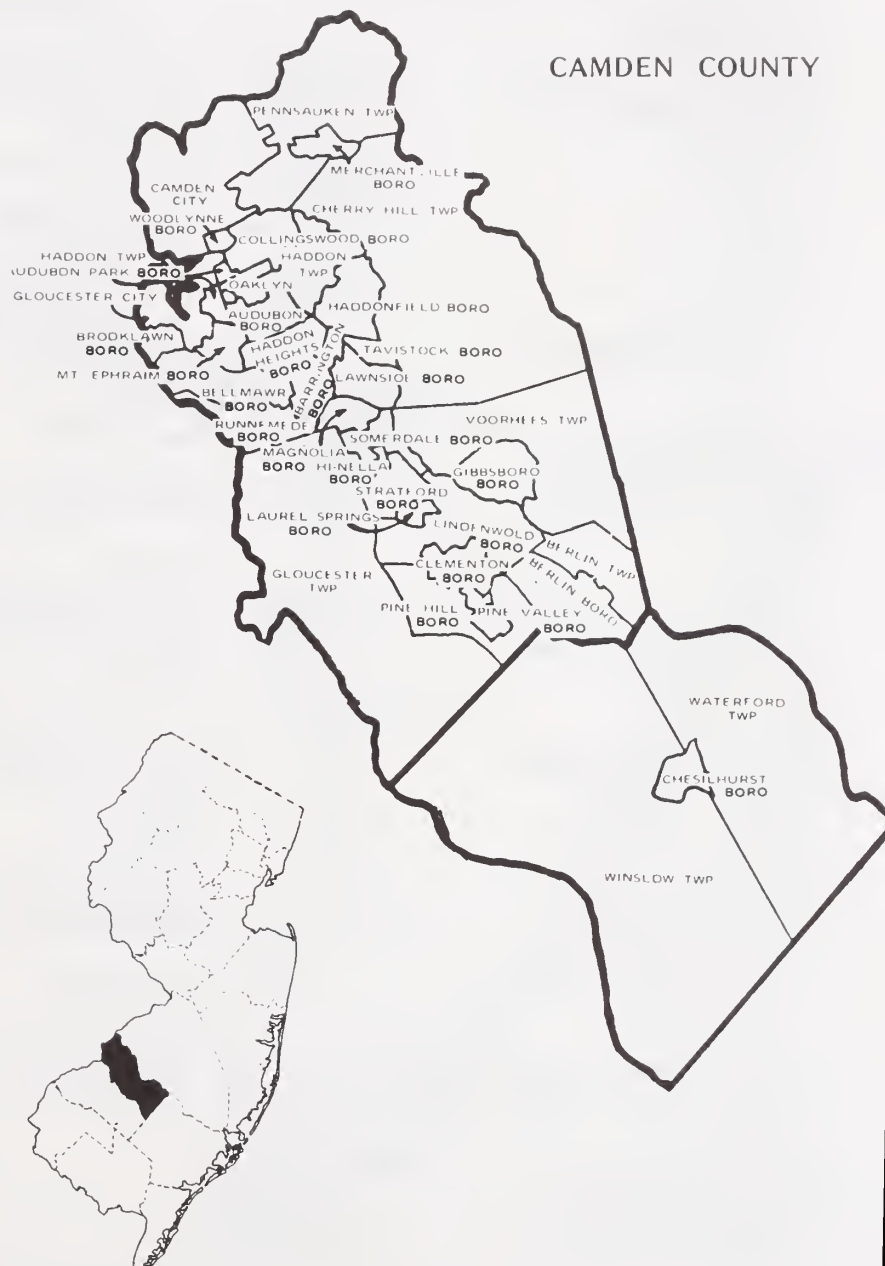 CAMDEN COUNTY
PENNSAUKEN TWP
MERCHANTVILLE
BORO
CAMDEN
CITY
CHERRY HILL TWP
WOODLYNNE
BORO
COLLINGSWOOD BORO
HADDON TWP
HADDON
TWP
AUDUBON PARK BORO
OAKLYN
GLOUCESTER CITY
HADDONFIELD BORO
AUDUBON
BORO
BROOKLAWN
BORO
HADDON
HEIGHTS
BORO
BARRINGTON
BORO
TAVISTOCK BORO
MT EPHRAIM BORO
LAWNSIDE BORO
BELLMAWR
BORO
VOORHEES TWP
RUNNEMEDE
BORO
SOMERDALE BORO
MAGNOLIA
BORO
HI-NELLA
BORO
GIBBSBORO
BORO
STRATFORD
BORO
LAUREL SPRINGS
BORO
LINDENWOLD
BORO
BERLIN TWP
BERLIN BORO
CLEMENTON
BORO
GLOUCESTER
TWP
PINE HILL
BORO
PINE VALLEY
BORO
WATERFORD
TWP
CHESILHURST
BORO
WINSLOW TWP